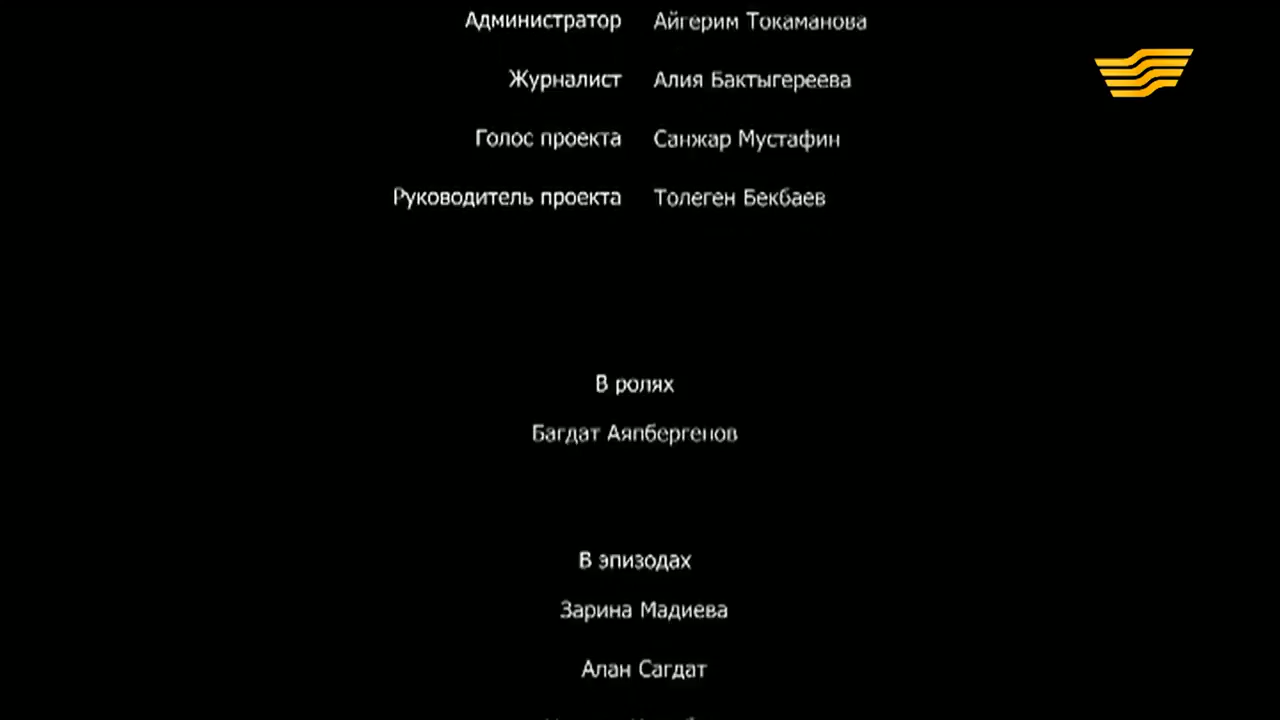 Администратор Айгерим Токаманова
Журналист Алия Бактыгереева
Голос проекта Санжар Мустафин
Руководитель проекта Толеген Бекбаев
В ролях
Багдат Аяпбергенов
В эпизодах
Зарина Мадиева
Алан Сагдат